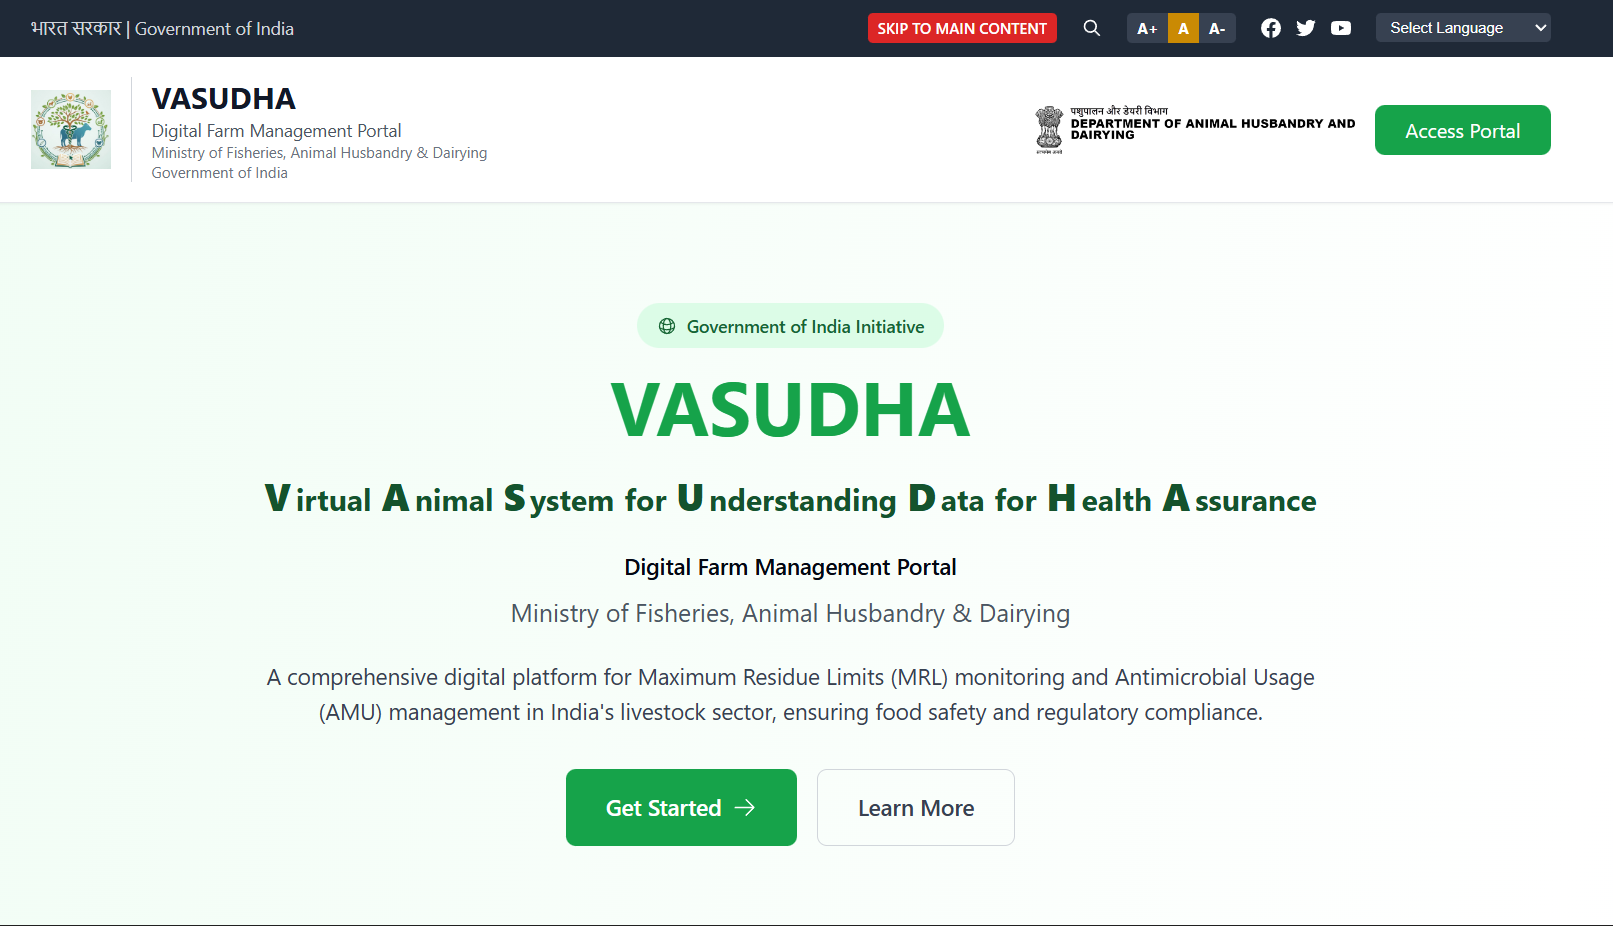 भारत सरकार | Government of India
SKIP TO MAIN CONTENT
A+ A A-
Select Language
VASUDHA
Digital Farm Management Portal
Ministry of Fisheries, Animal Husbandry & Dairying
Government of India
पशुपालन और डेयरी विभाग
DEPARTMENT OF ANIMAL HUSBANDRY AND
DAIRYING
सत्यमेव जयते
Access Portal
Government of India Initiative
VASUDHA
Virtual Animal System for Understanding Data for Health Assurance
Digital Farm Management Portal
Ministry of Fisheries, Animal Husbandry & Dairying
A comprehensive digital platform for Maximum Residue Limits (MRL) monitoring and Antimicrobial Usage
(AMU) management in India's livestock sector, ensuring food safety and regulatory compliance.
Get Started →
Learn More